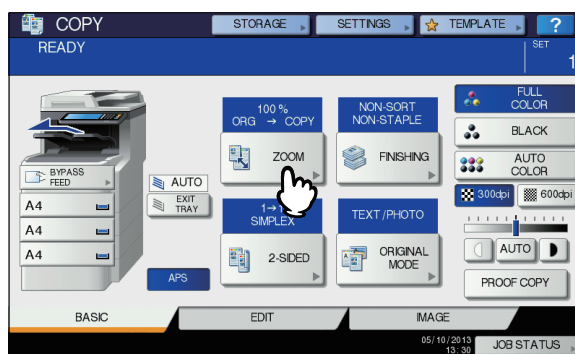 COPY
STORAGE
SETTINGS
TEMPLATE
?
READY
SET
1
100 %
ORG → COPY
NON-SORT
NON-STAPLE
FULL
COLOR
ZOOM
FINISHING
BLACK
BYPASS
FEED
AUTO
EXIT
TRAY
AUTO
COLOR
A4
A4
A4
300dpi
600dpi
1→
SIMPLEX
TEXT/PHOTO
2-SIDED
ORIGINAL
MODE
AUTO
APS
PROOF COPY
BASIC
EDIT
IMAGE
05/10/2013
13:30
JOB STATUS